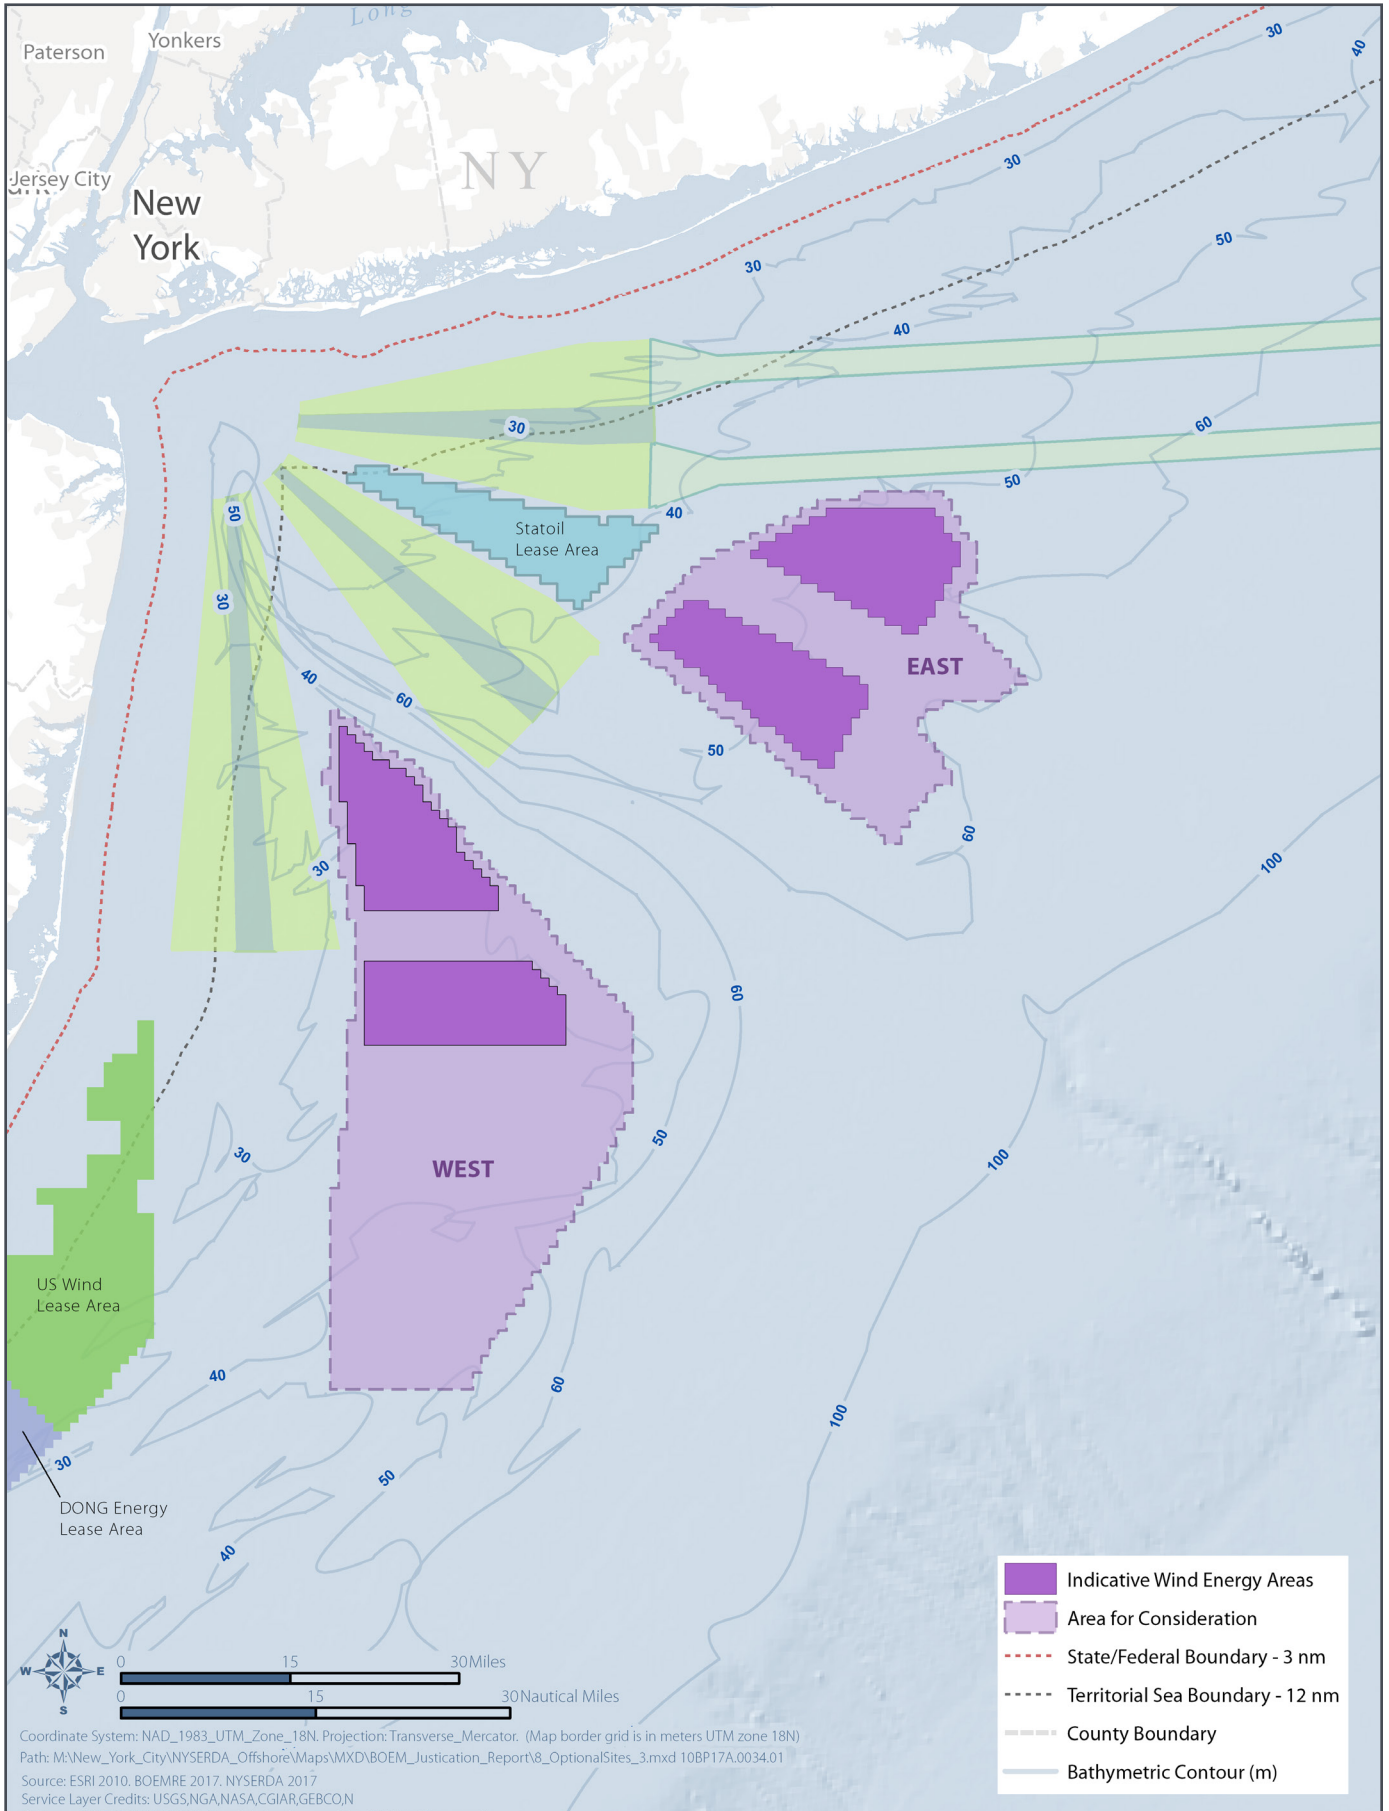 Long
Yonkers
Paterson
30
40
NY
30
Jersey City
New
York
50
30
40
60
30
50
50
40
Statoil
Lease Area
30
EAST
40
60
50
60
100
30
60
50
30
WEST
100
US Wind
Lease Area
40
60
100
30
50
DONG Energy
Lease Area
40
Indicative Wind Energy Areas
Area for Consideration
State/Federal Boundary - 3 nm
Territorial Sea Boundary - 12 nm
County Boundary
Bathymetric Contour (m)
N
W E
S
0 15 30 Miles
0 15 30 Nautical Miles
Coordinate System: NAD_1983_UTM_Zone_18N. Projection: Transverse_Mercator. (Map border grid is in meters UTM zone 18N)
Path: M:\New_York_City\NYSERDA_Offshore\Maps\MXD\BOEM_Justication_Report\8_OptionalSites_3.mxd 10BP17A.0034.01
Source: ESRI 2010. BOEMRE 2017. NYSERDA 2017
Service Layer Credits: USGS,NGA,NASA,CGIAR,GEBCO,N